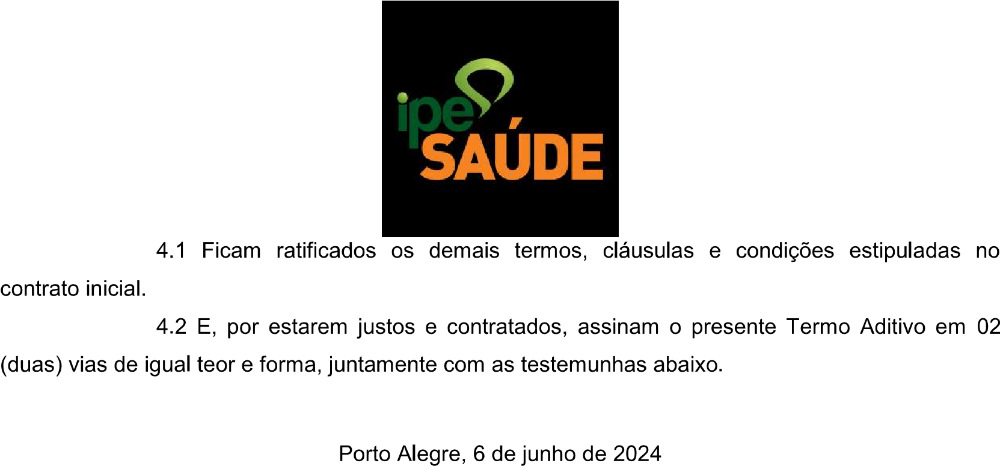 ipe
SAÚDE
4.1 Ficam ratificados os demais termos, cláusulas e condições estipuladas no
contrato inicial.
4.2 E, por estarem justos e contratados, assinam o presente Termo Aditivo em 02
(duas) vias de igual teor e forma, juntamente com as testemunhas abaixo.
Porto Alegre, 6 de junho de 2024